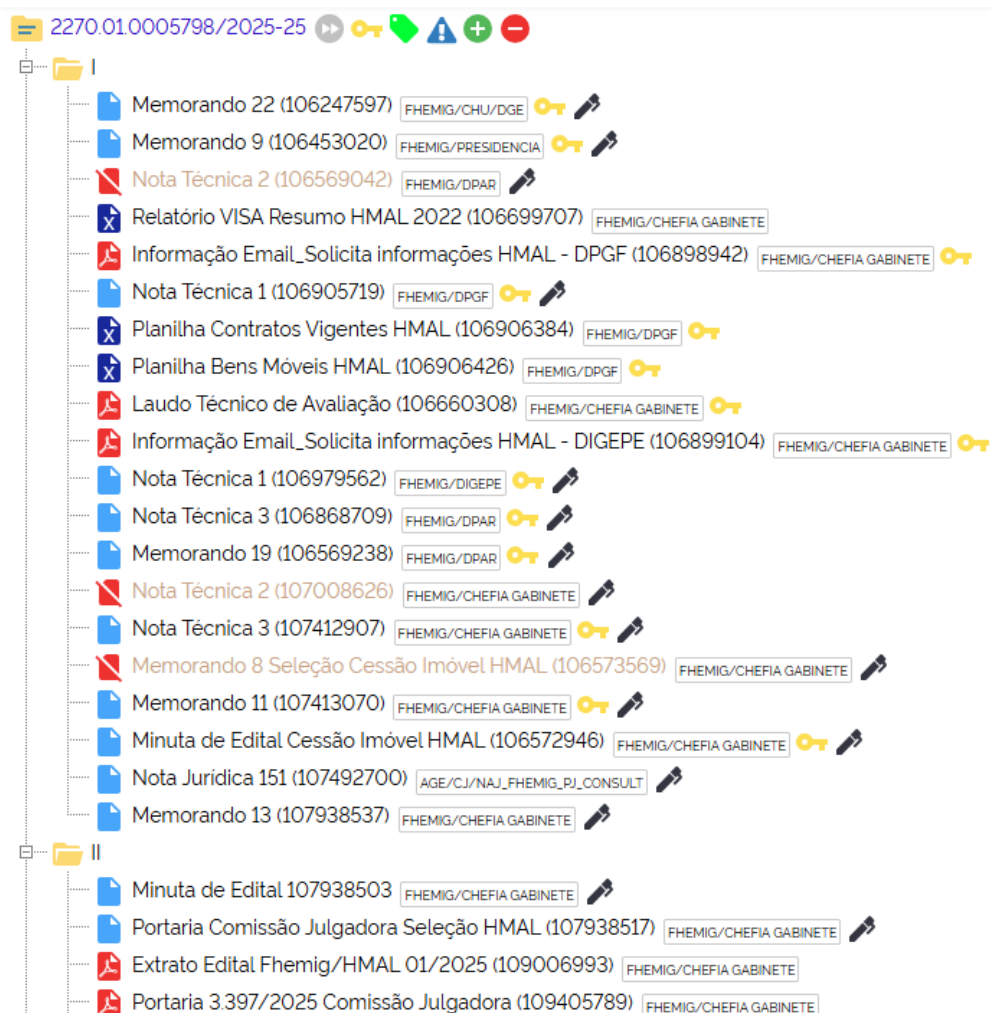 2270.01.0005798/2025-25
I
Memorando 22 (106247597) FHEMIG/CHU/DGE
Memorando 9 (106453020) FHEMIG/PRESIDENCIA
Nota Técnica 2 (106569042) FHEMIG/DPAR
Relatório VISA Resumo HMAL 2022 (106699707) FHEMIG/CHEFIA GABINETE
Informação Email_Solicita informações HMAL - DPGF (106898942) FHEMIG/CHEFIA GABINETE
Nota Técnica 1 (106905719) FHEMIG/DPGF
Planilha Contratos Vigentes HMAL (106906384) FHEMIG/DPGF
Planilha Bens Móveis HMAL (106906426) FHEMIG/DPGF
Laudo Técnico de Avaliação (106660308) FHEMIG/CHEFIA GABINETE
Informação Email_Solicita informações HMAL - DIGEPE (106899104) FHEMIG/CHEFIA GABINETE
Nota Técnica 1 (106979562) FHEMIG/DIGEPE
Nota Técnica 3 (106868709) FHEMIG/DPAR
Memorando 19 (106569238) FHEMIG/DPAR
Nota Técnica 2 (107008626) FHEMIG/CHEFIA GABINETE
Nota Técnica 3 (107412907) FHEMIG/CHEFIA GABINETE
Memorando 8 Seleção Cessão Imóvel HMAL (106573569) FHEMIG/CHEFIA GABINETE
Memorando 11 (107413070) FHEMIG/CHEFIA GABINETE
Minuta de Edital Cessão Imóvel HMAL (106572946) FHEMIG/CHEFIA GABINETE
Nota Jurídica 151 (107492700) AGE/CJ/NAJ_FHEMIG_PJ_CONSULT
Memorando 13 (107938537) FHEMIG/CHEFIA GABINETE
II
Minuta de Edital 107938503 FHEMIG/CHEFIA GABINETE
Portaria Comissão Julgadora Seleção HMAL (107938517) FHEMIG/CHEFIA GABINETE
Extrato Edital Fhemig/HMAL 01/2025 (109006993) FHEMIG/CHEFIA GABINETE
Portaria 3.397/2025 Comissão Julgadora (109405789) FHEMIG/CHEFIA GABINETE